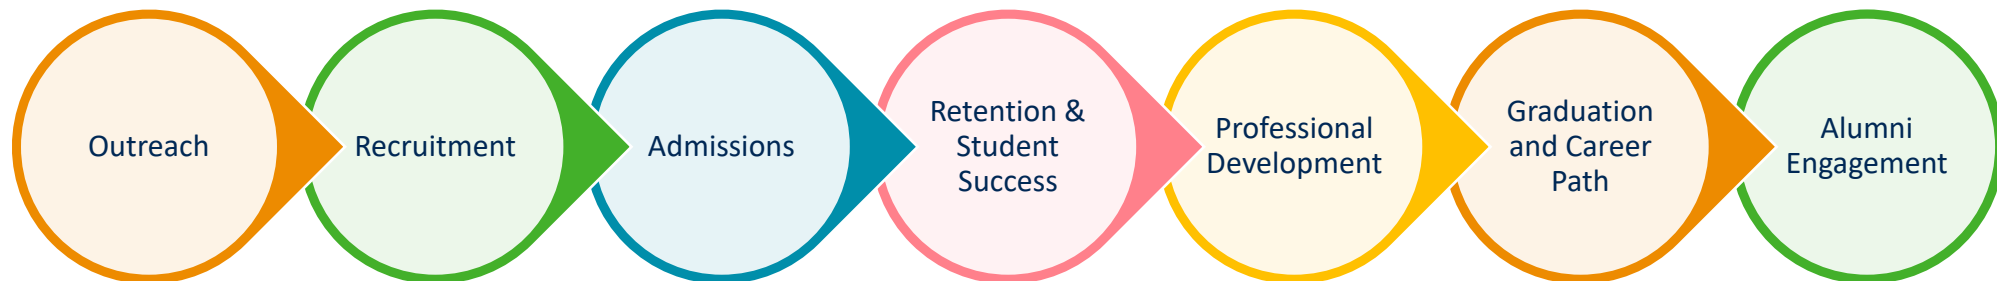 Outreach
Recruitment
Admissions
Retention &
Student
Success
Professional
Development
Graduation
and Career
Path
Alumni
Engagement